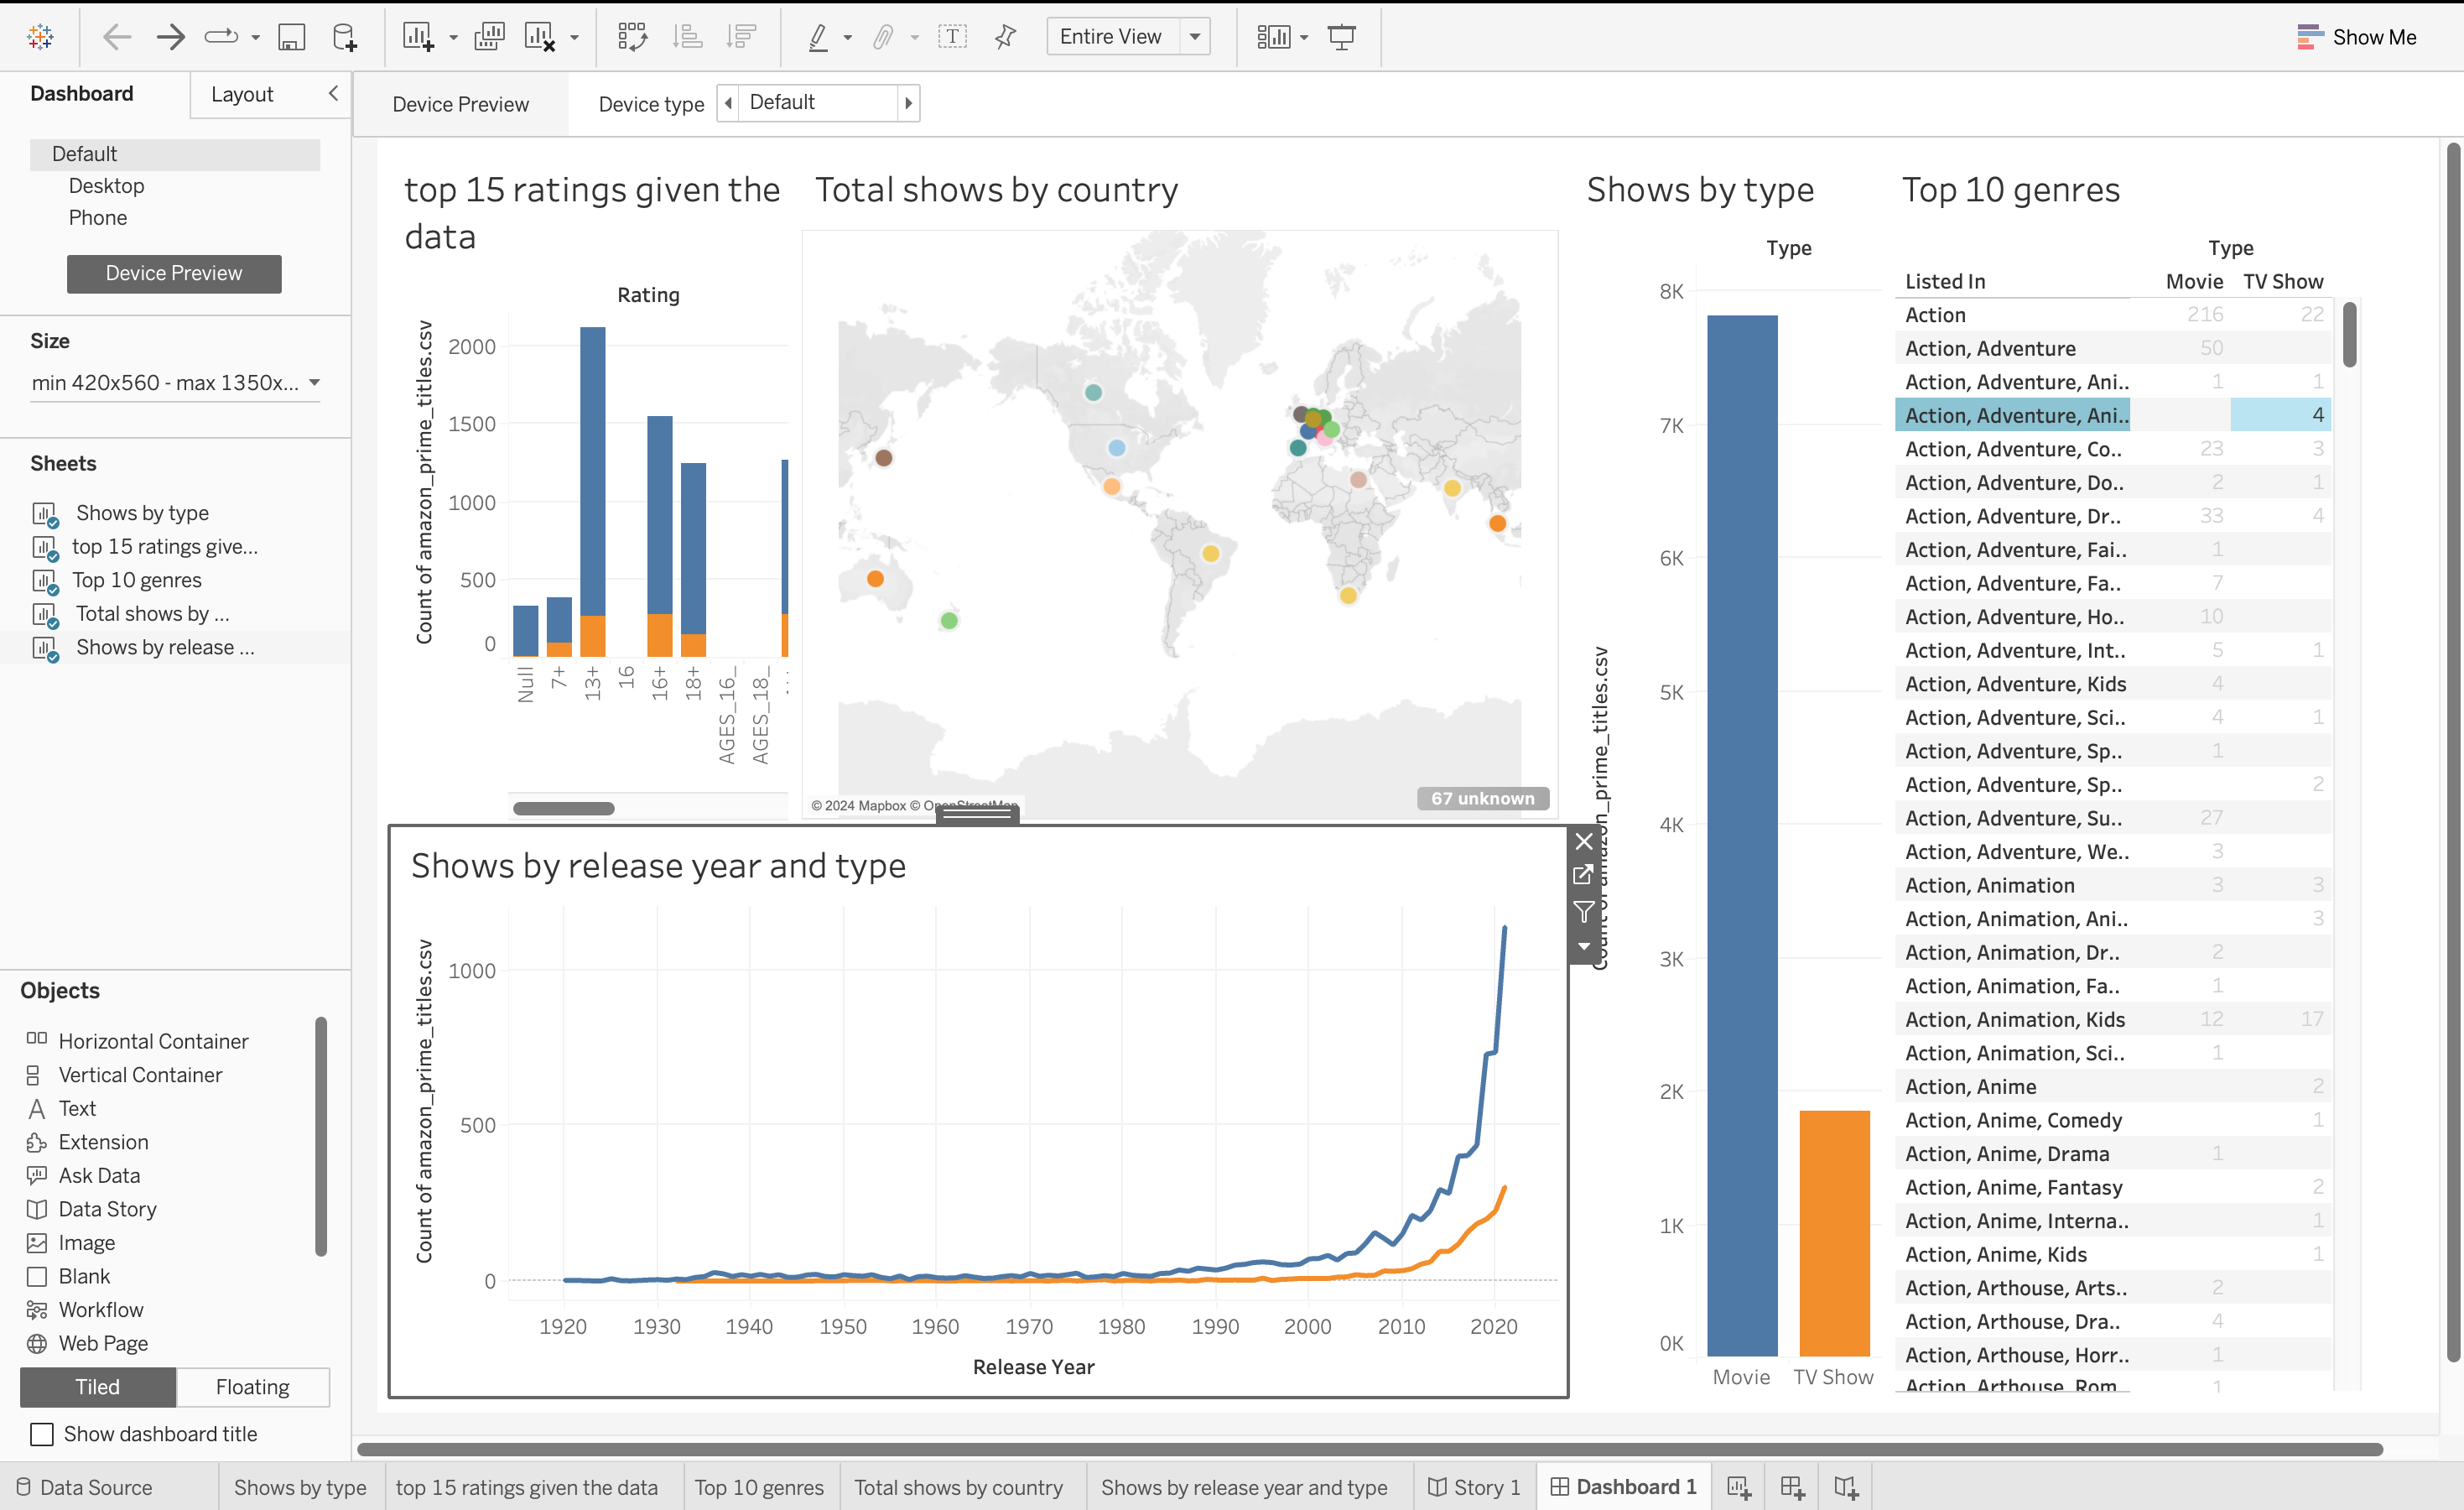 Entire View
Show Me
Dashboard
Layout
Device Preview
Device type
Default
Default
Desktop
Phone
Device Preview
Size
min 420x560 - max 1350x...
Sheets
Shows by type
top 15 ratings give...
Top 10 genres
Total shows by ...
Shows by release ...
Objects
Horizontal Container
Vertical Container
Text
Extension
Ask Data
Data Story
Image
Blank
Workflow
Web Page
Tiled
Floating
Show dashboard title
top 15 ratings given the
data
Rating
Count of amazon_prime_titles.csv
2000
1500
1000
500
0
Null
7+
13+
16
16+
18+
AGES_16_
AGES_18_
Total shows by country
© 2024 Mapbox © OpenStreetMap
67 unknown
Shows by release year and type
Count of amazon_prime_titles.csv
1000
500
0
1920
1930
1940
1950
1960
1970
1980
1990
2000
2010
2020
Release Year
Shows by type
Type
Count of amazon_prime_titles.csv
8K
7K
6K
5K
4K
3K
2K
1K
0K
Movie
TV Show
Top 10 genres
Type
Listed In Movie TV Show
Action 216 22
Action, Adventure 50
Action, Adventure, Ani.. 1 1
Action, Adventure, Ani.. 4
Action, Adventure, Co.. 23 3
Action, Adventure, Do.. 2 1
Action, Adventure, Dr.. 33 4
Action, Adventure, Fai.. 1
Action, Adventure, Fa.. 7
Action, Adventure, Ho.. 10
Action, Adventure, Int.. 5 1
Action, Adventure, Kids 4
Action, Adventure, Sci.. 4 1
Action, Adventure, Sp.. 1
Action, Adventure, Sp.. 2
Action, Adventure, Su.. 27
Action, Adventure, We.. 3
Action, Animation 3 3
Action, Animation, Ani.. 3
Action, Animation, Dr.. 2
Action, Animation, Fa.. 1
Action, Animation, Kids 12 17
Action, Animation, Sci.. 1
Action, Anime 2
Action, Anime, Comedy 1
Action, Anime, Drama 1
Action, Anime, Fantasy 2
Action, Anime, Interna.. 1
Action, Anime, Kids 1
Action, Arthouse, Arts.. 2
Action, Arthouse, Dra.. 4
Action, Arthouse, Horr.. 1
Action, Arthouse, Rom.. 1
Data Source
Shows by type
top 15 ratings given the data
Top 10 genres
Total shows by country
Shows by release year and type
Story 1
Dashboard 1